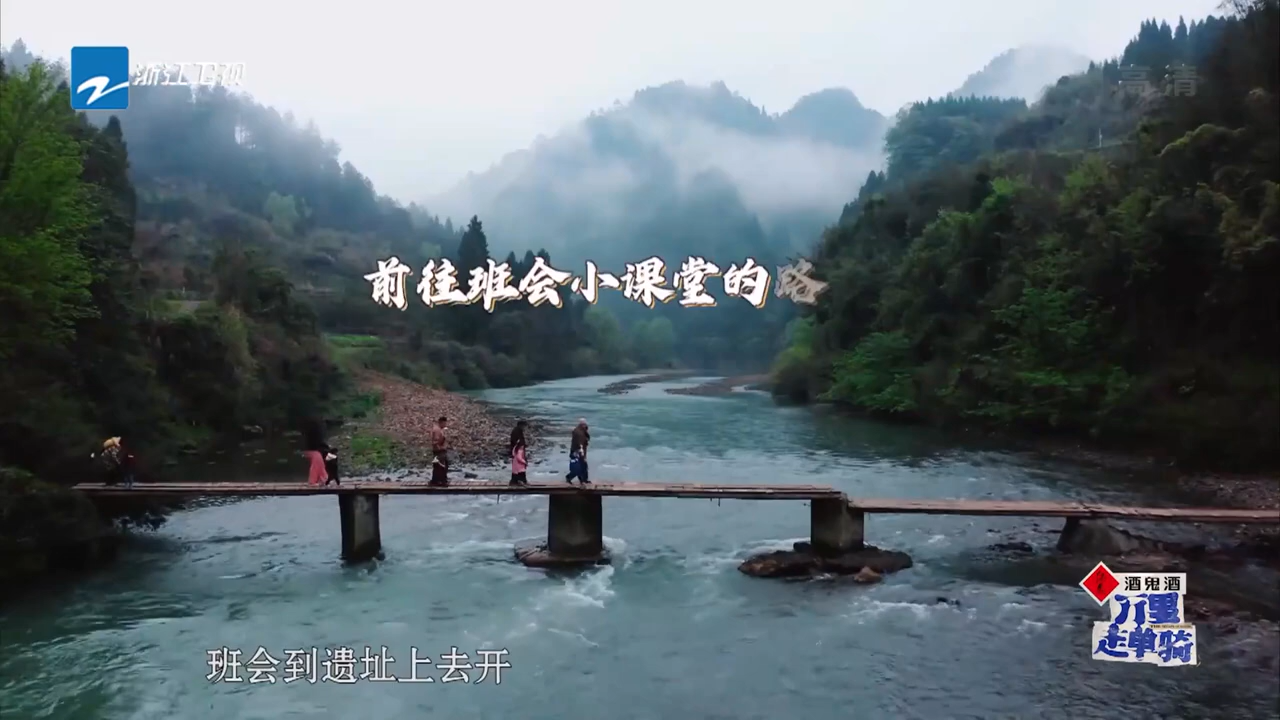 浙江卫视
高清
前往班会小课堂的路
酒鬼酒
万里
走单骑
班会到遗址上去开